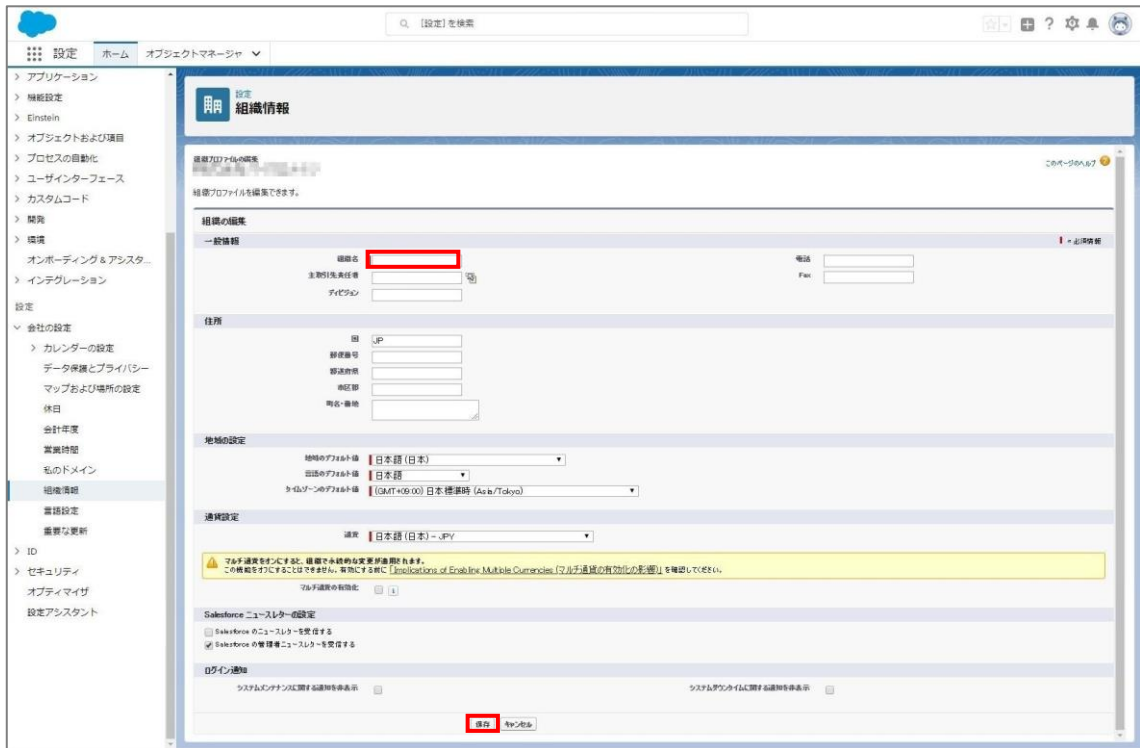 [設定] を検索
設定 ホーム オブジェクトマネージャ
アプリケーション
機能設定
Einstein
オブジェクトおよび項目
プロセスの自動化
ユーザインターフェース
カスタムコード
開発
環境
オンボーディング & アシスタ...
インテグレーション
設定
会社の設定
カレンダーの設定
データ保護とプライバシー
マップおよび場所の設定
休日
会計年度
営業時間
私のドメイン
組織情報
言語設定
重要な更新
ID
セキュリティ
オプティマイザ
設定アシスタント
設定
組織情報
組織プロファイルの編集
このページのヘルプ
組織プロファイルを編集できます。
組織の編集
一般情報 = 必須情報
組織名 電話
主取引先責任者 Fax
ディビジョン
住所
国 JP
郵便番号
都道府県
市区郡
町名・番地
地域の設定
地域のデフォルト値 日本語 (日本)
言語のデフォルト値 日本語
タイムゾーンのデフォルト値 (GMT+09:00) 日本標準時 (Asia/Tokyo)
通貨設定
通貨 日本語 (日本) - JPY
マルチ通貨をオンにすると、組織で永続的な変更が適用されます。
この機能をオフにすることはできません。有効にする前に「Implications of Enabling Multiple Currencies (マルチ通貨の有効化の影響)」を確認してください。
マルチ通貨の有効化 i
Salesforce ニュースレターの設定
Salesforce のニュースレターを受信する
Salesforce の管理者ニュースレターを受信する
ログイン通知
システムメンテナンスに関する通知を非表示 システムダウンタイムに関する通知を非表示
保存 キャンセル